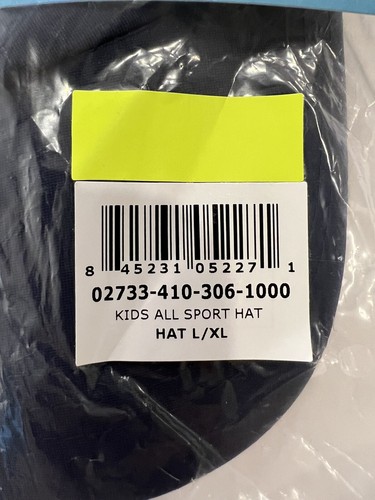 8 45231 05227 1
02733-410-306-1000
KIDS ALL SPORT HAT
HAT L/XL